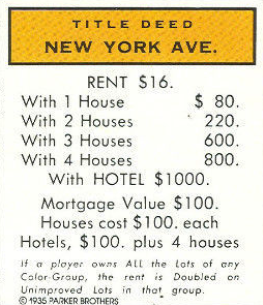 TITLE DEED
NEW YORK AVE.
RENT $16.
With 1 House $ 80.
With 2 Houses 220.
With 3 Houses 600.
With 4 Houses 800.
With HOTEL $1000.
Mortgage Value $100.
Houses cost $100. each
Hotels, $100. plus 4 houses
If a player owns ALL the Lots of any
Color-Group, the rent is Doubled on
Unimproved Lots in that group.
© 1935 PARKER BROTHERS